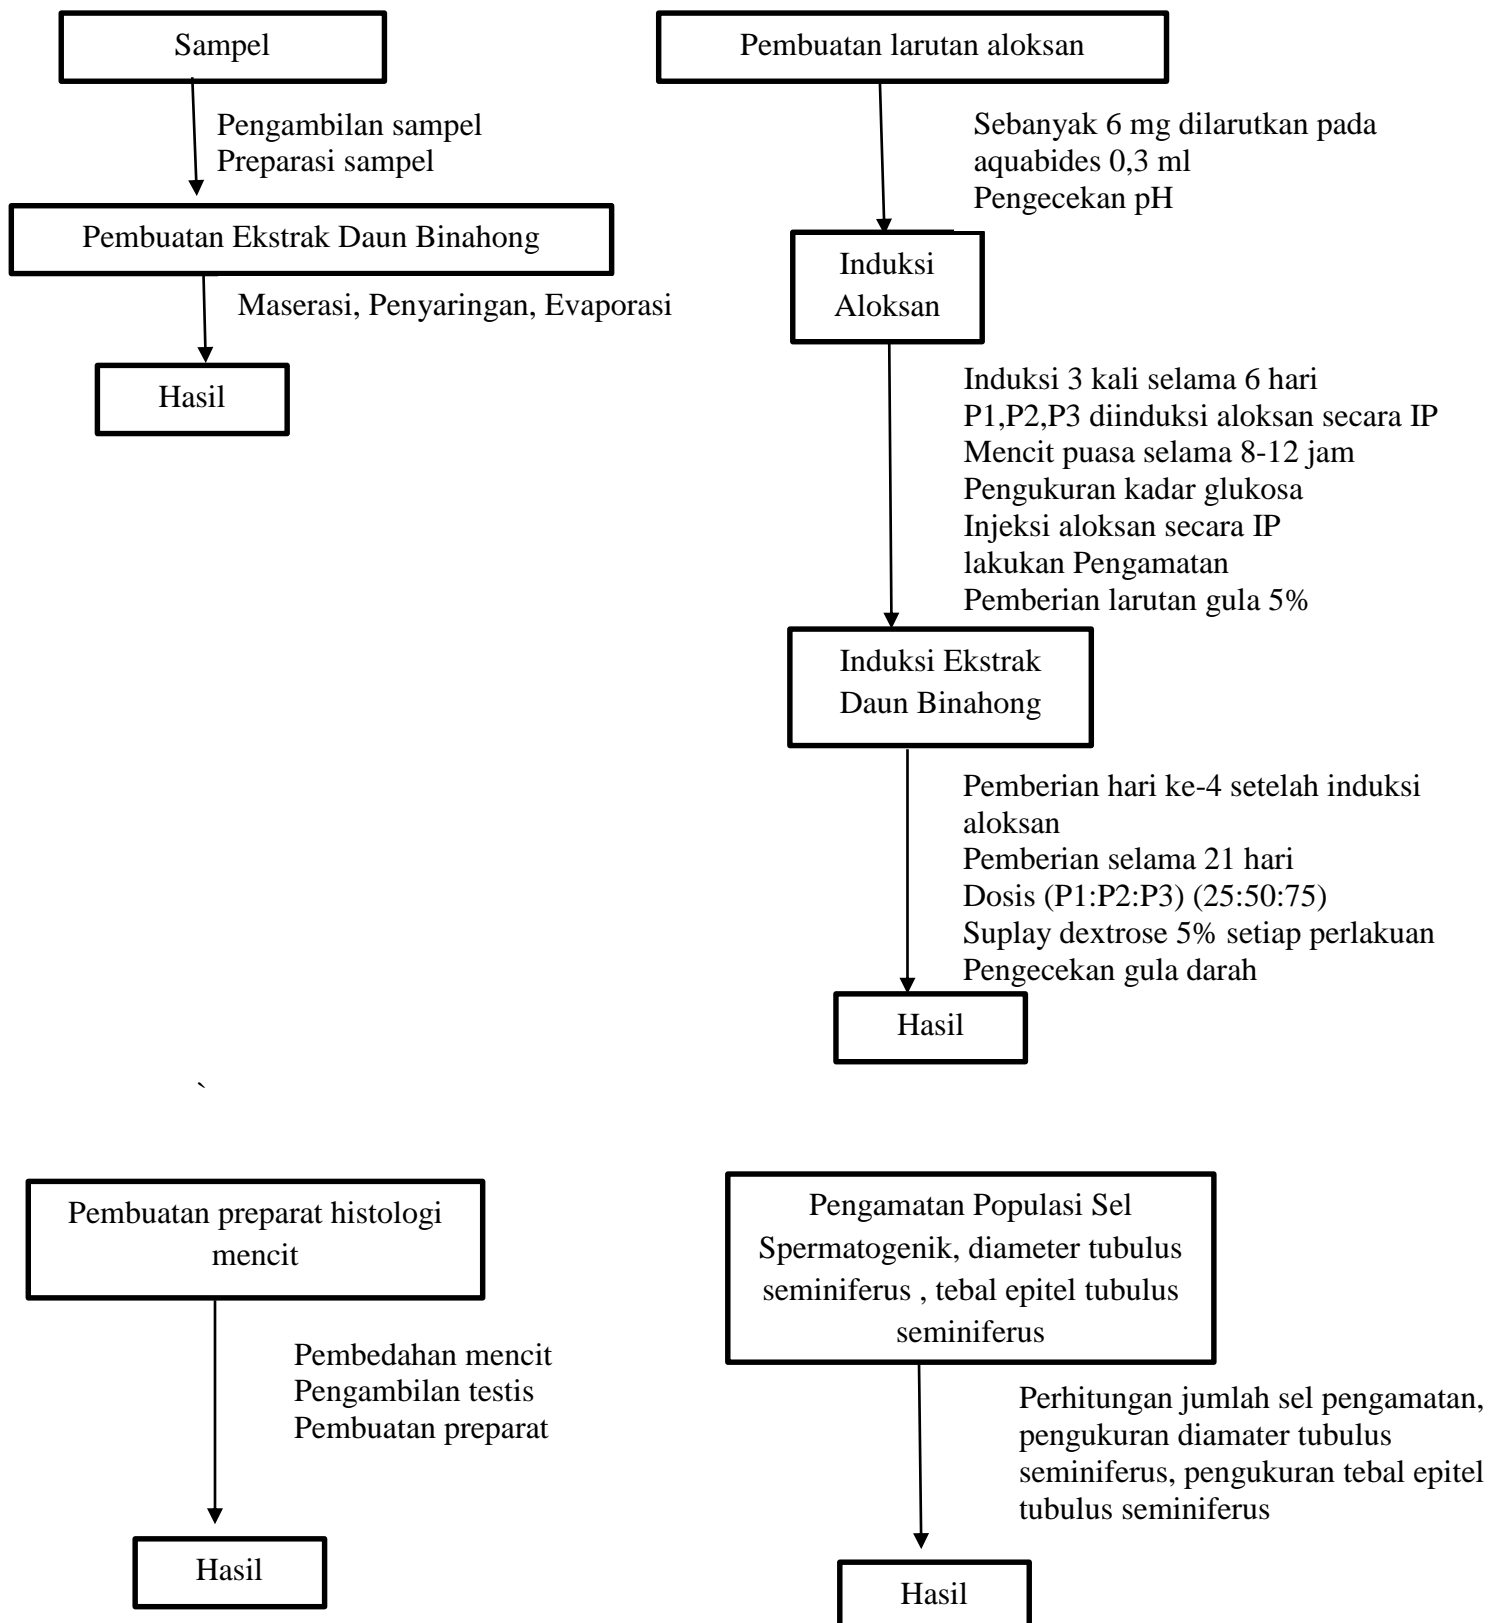 Sampel
Pengambilan sampel
Preparasi sampel
Pembuatan Ekstrak Daun Binahong
Maserasi, Penyaringan, Evaporasi
Hasil
Pembuatan larutan aloksan
Sebanyak 6 mg dilarutkan pada
aquabides 0,3 ml
Pengecekan pH
Induksi
Aloksan
Induksi 3 kali selama 6 hari
P1,P2,P3 diinduksi aloksan secara IP
Mencit puasa selama 8-12 jam
Pengukuran kadar glukosa
Injeksi aloksan secara IP
lakukan Pengamatan
Pemberian larutan gula 5%
Induksi Ekstrak
Daun Binahong
Pemberian hari ke-4 setelah induksi
aloksan
Pemberian selama 21 hari
Dosis (P1:P2:P3) (25:50:75)
Suplay dextrose 5% setiap perlakuan
Pengecekan gula darah
Hasil
`
Pembuatan preparat histologi
mencit
Pembedahan mencit
Pengambilan testis
Pembuatan preparat
Hasil
Pengamatan Populasi Sel
Spermatogenik, diameter tubulus
seminiferus , tebal epitel tubulus
seminiferus
Perhitungan jumlah sel pengamatan,
pengukuran diamater tubulus
seminiferus, pengukuran tebal epitel
tubulus seminiferus
Hasil